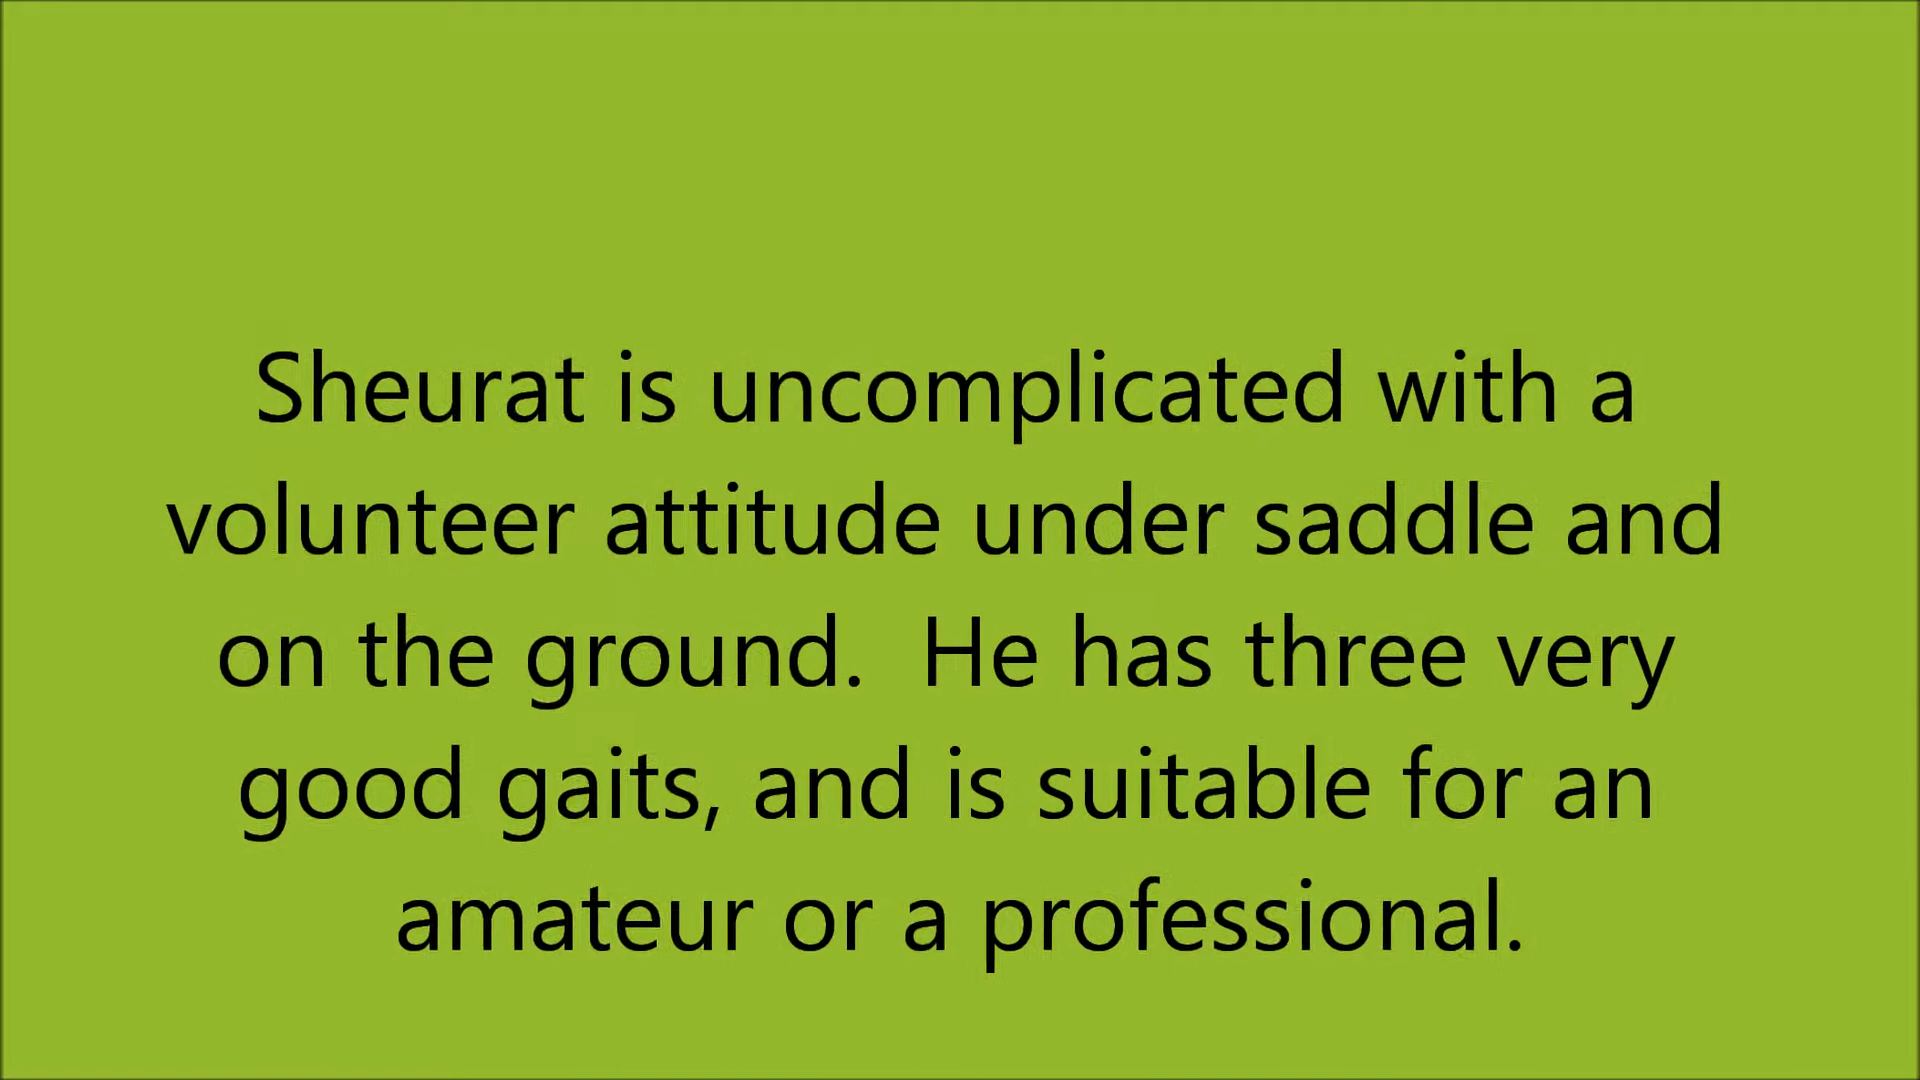 Sheurat is uncomplicated with a
volunteer attitude under saddle and
on the ground.  He has three very
good gaits, and is suitable for an
amateur or a professional.